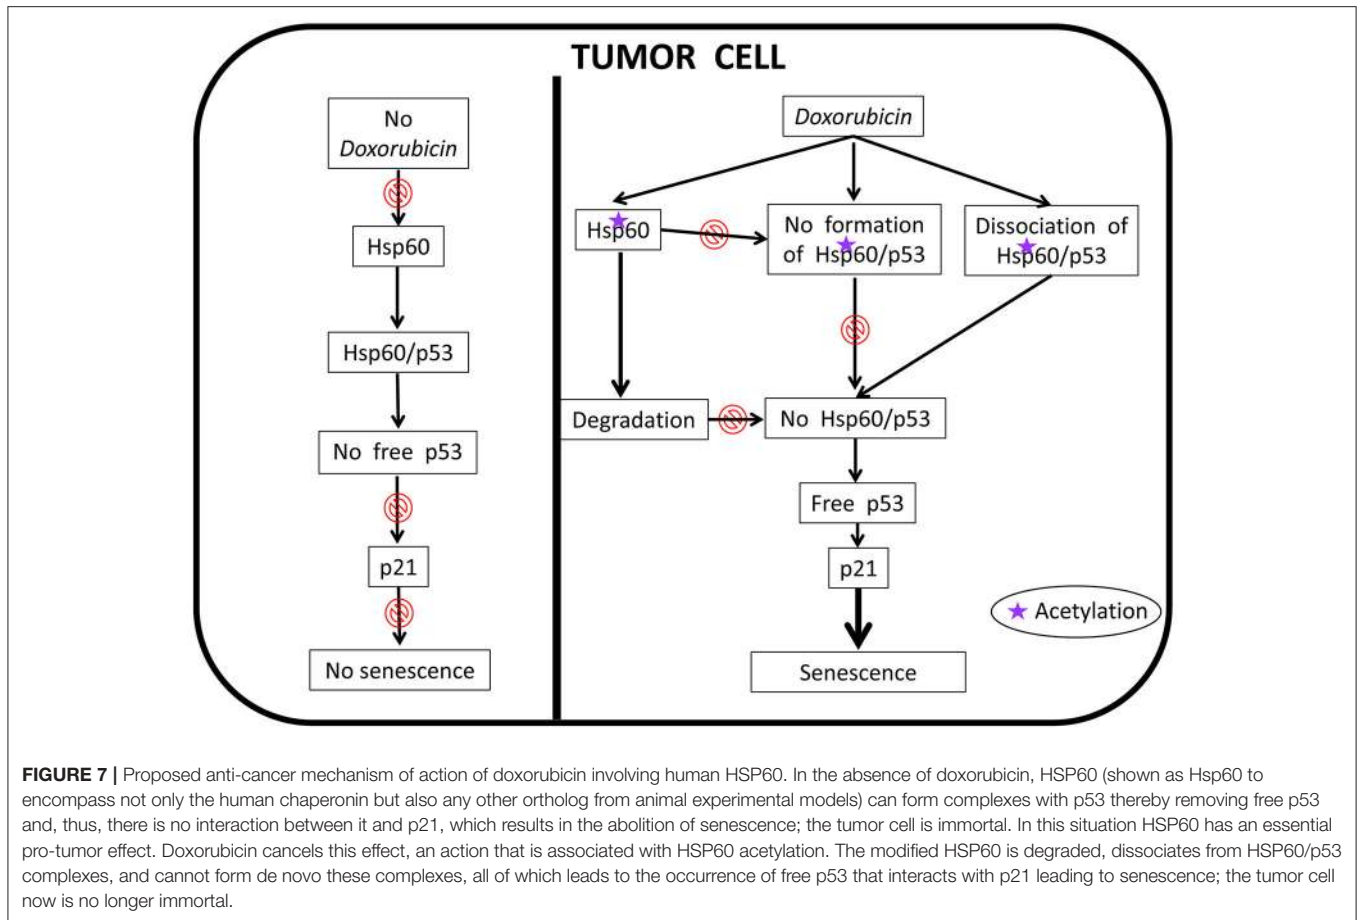 TUMOR CELL
No
Doxorubicin
Hsp60
Hsp60/p53
No free p53
p21
No senescence
Doxorubicin
Hsp60
No formation
of Hsp60/p53
Dissociation of
Hsp60/p53
Degradation
No Hsp60/p53
Free p53
p21
Senescence
Acetylation
FIGURE 7 | Proposed anti-cancer mechanism of action of doxorubicin involving human HSP60. In the absence of doxorubicin, HSP60 (shown as Hsp60 to
encompass not only the human chaperonin but also any other ortholog from animal experimental models) can form complexes with p53 thereby removing free p53
and, thus, there is no interaction between it and p21, which results in the abolition of senescence; the tumor cell is immortal. In this situation HSP60 has an essential
pro-tumor effect. Doxorubicin cancels this effect, an action that is associated with HSP60 acetylation. The modified HSP60 is degraded, dissociates from HSP60/p53
complexes, and cannot form de novo these complexes, all of which leads to the occurrence of free p53 that interacts with p21 leading to senescence; the tumor cell
now is no longer immortal.